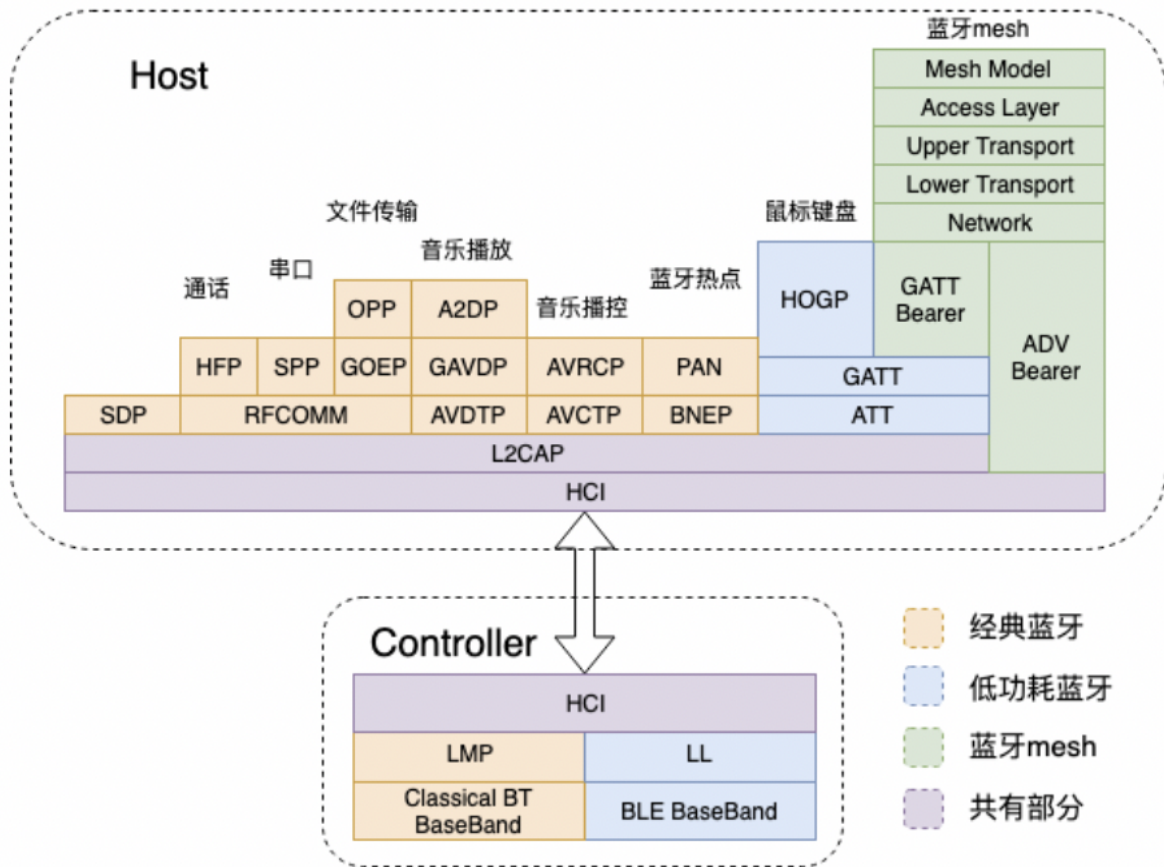 蓝牙mesh
Host
Mesh Model
Access Layer
Upper Transport
Lower Transport
Network
文件传输
鼠标键盘
音乐播放
串口
蓝牙热点
通话
音乐播控
OPP
A2DP
HOGP
GATT
Bearer
ADV
Bearer
HFP
SPP
GOEP
GAVDP
AVRCP
PAN
GATT
SDP
RFCOMM
AVDTP
AVCTP
BNEP
ATT
L2CAP
HCI
Controller
HCI
LMP
LL
Classical BT
BaseBand
BLE BaseBand
经典蓝牙
低功耗蓝牙
蓝牙mesh
共有部分